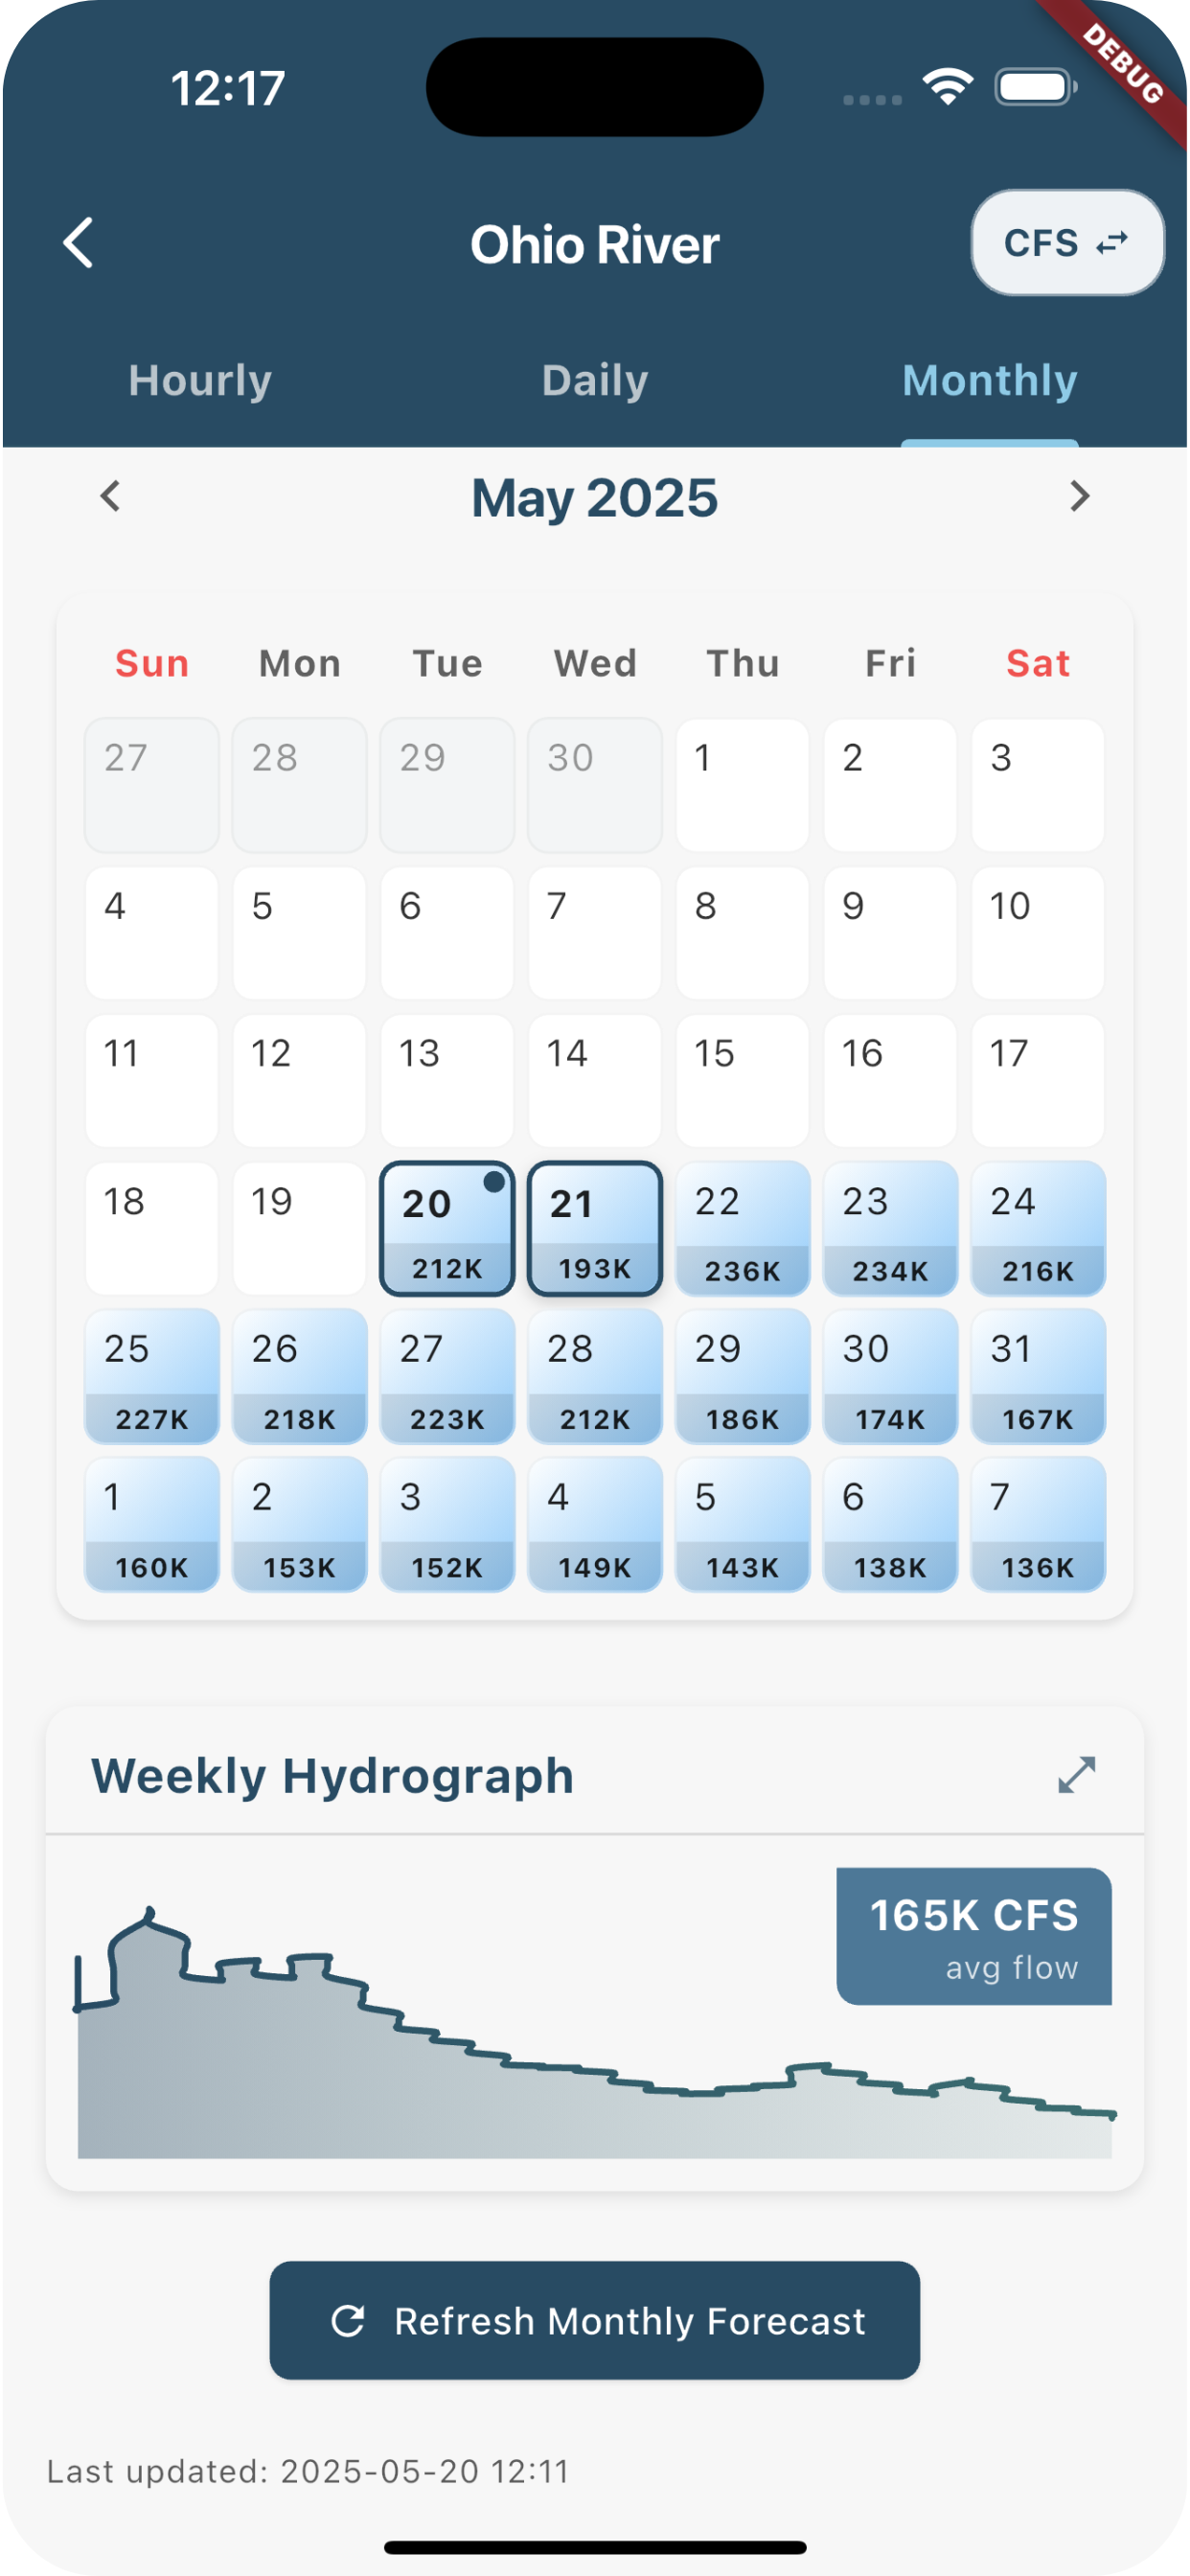 12:17
DEBUG
Ohio River
CFS
Hourly Daily Monthly
May 2025
Sun Mon Tue Wed Thu Fri Sat
27 28 29 30 1 2 3
4 5 6 7 8 9 10
11 12 13 14 15 16 17
18 19 20 21 22 23 24
212K 193K 236K 234K 216K
25 26 27 28 29 30 31
227K 218K 223K 212K 186K 174K 167K
1 2 3 4 5 6 7
160K 153K 152K 149K 143K 138K 136K
Weekly Hydrograph
165K CFS
avg flow
Refresh Monthly Forecast
Last updated: 2025-05-20 12:11